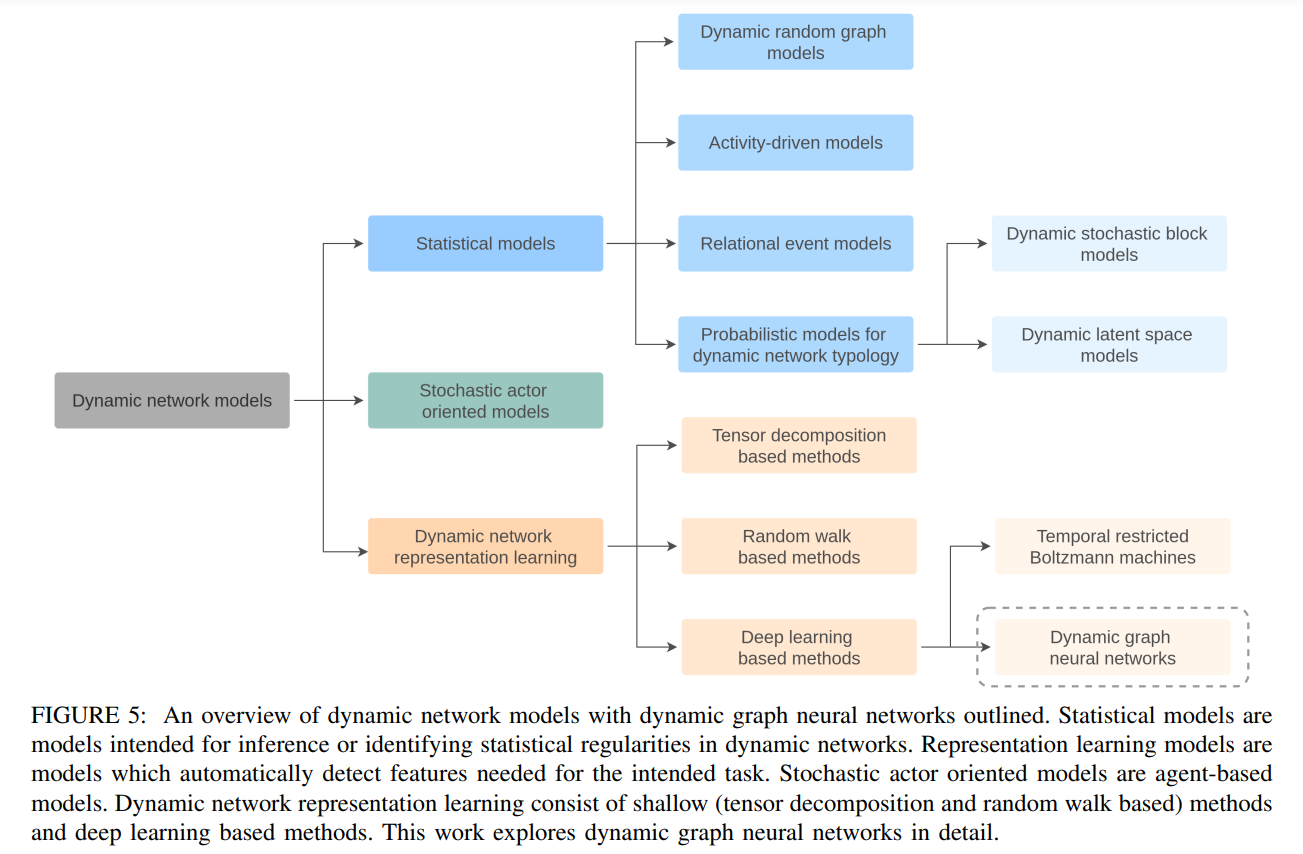 Dynamic random graph
models
Activity-driven models
Statistical models
Relational event models
Dynamic stochastic block
models
Probabilistic models for
dynamic network typology
Dynamic latent space
models
Dynamic network models
Stochastic actor
oriented models
Tensor decomposition
based methods
Dynamic network
representation learning
Random walk
based methods
Temporal restricted
Boltzmann machines
Deep learning
based methods
Dynamic graph
neural networks
FIGURE 5: An overview of dynamic network models with dynamic graph neural networks outlined. Statistical models are
models intended for inference or identifying statistical regularities in dynamic networks. Representation learning models are
models which automatically detect features needed for the intended task. Stochastic actor oriented models are agent-based
models. Dynamic network representation learning consist of shallow (tensor decomposition and random walk based) methods
and deep learning based methods. This work explores dynamic graph neural networks in detail.